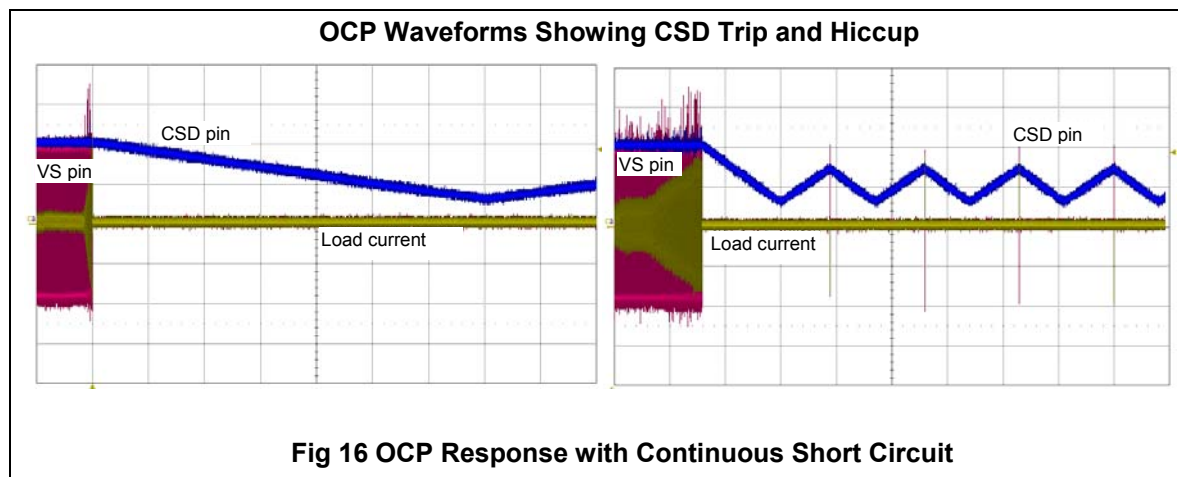 OCP Waveforms Showing CSD Trip and Hiccup
CSD pin
VS pin
Load current
CSD pin
VS pin
Load current
Fig 16 OCP Response with Continuous Short Circuit